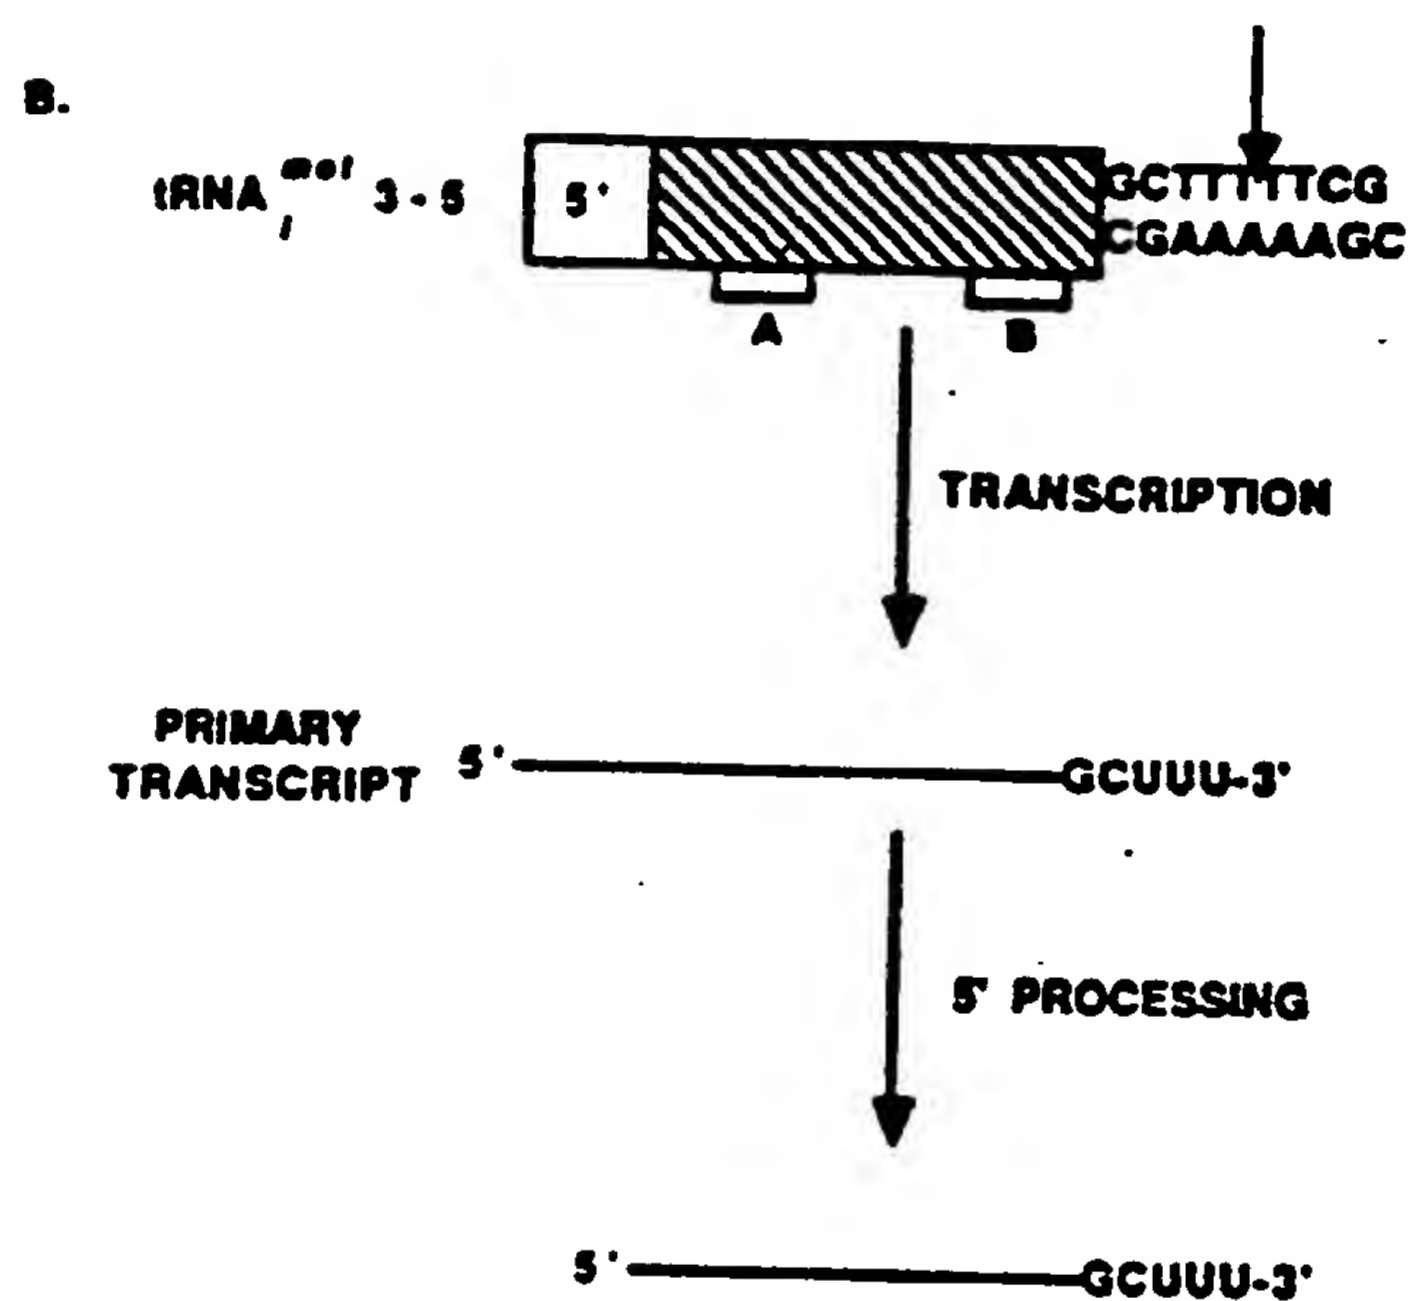 B.
tRNA i met 3-5
5'
GCTTTTTCG
CGAAAAAGC
A
B
TRANSCRIPTION
PRIMARY
TRANSCRIPT
5' GCUUU-3'
5' PROCESSING
5' GCUUU-3'